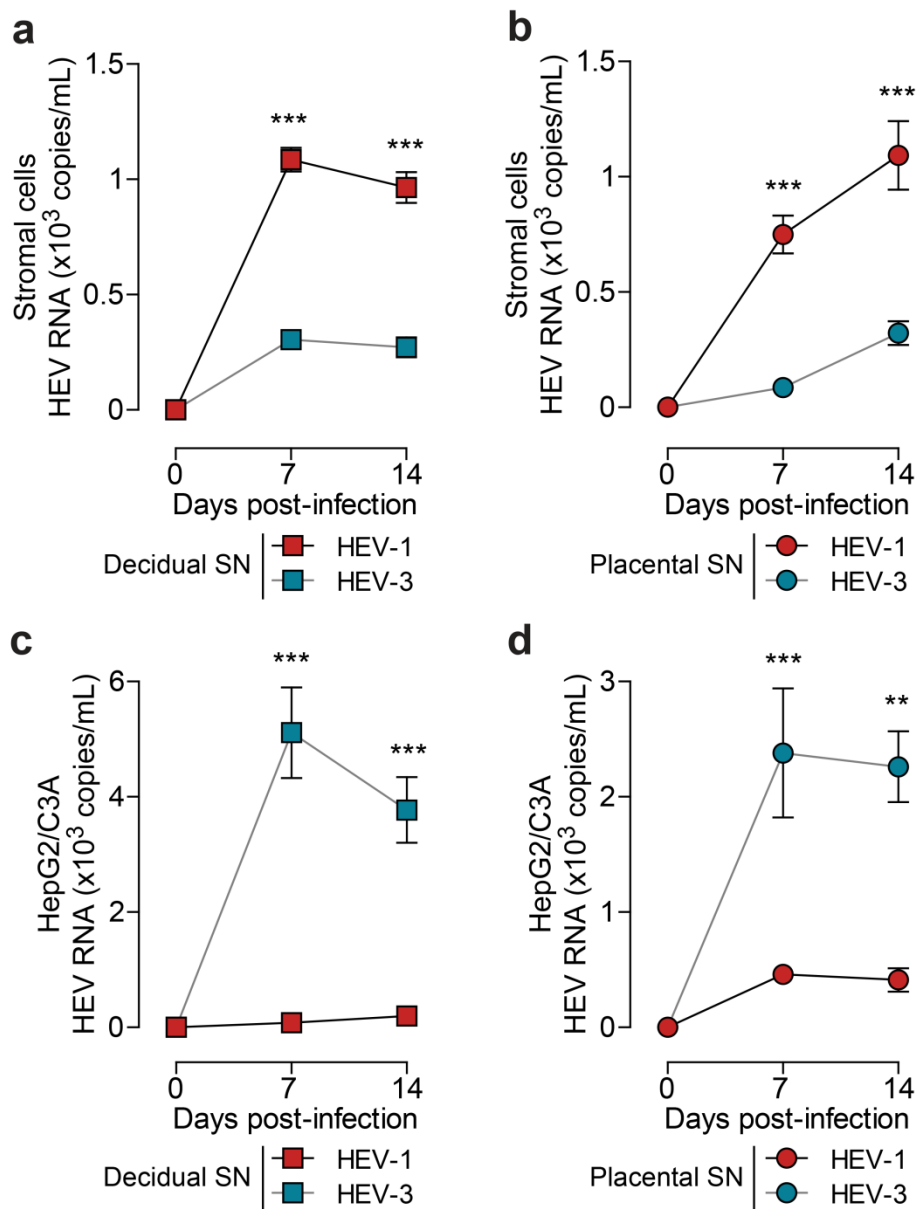 a
Stromal cells
HEV RNA (x10³ copies/mL)
1.5
1
0.5
0
***
***
0 7 14
Days post-infection
Decidual SN
HEV-1
HEV-3
b
Stromal cells
HEV RNA (x10³ copies/mL)
1.5
1
0.5
0
***
***
0 7 14
Days post-infection
Placental SN
HEV-1
HEV-3
c
HepG2/C3A
HEV RNA (x10³ copies/mL)
6
4
2
0
***
***
0 7 14
Days post-infection
Decidual SN
HEV-1
HEV-3
d
HepG2/C3A
HEV RNA (x10³ copies/mL)
3
2
1
0
***
**
0 7 14
Days post-infection
Placental SN
HEV-1
HEV-3